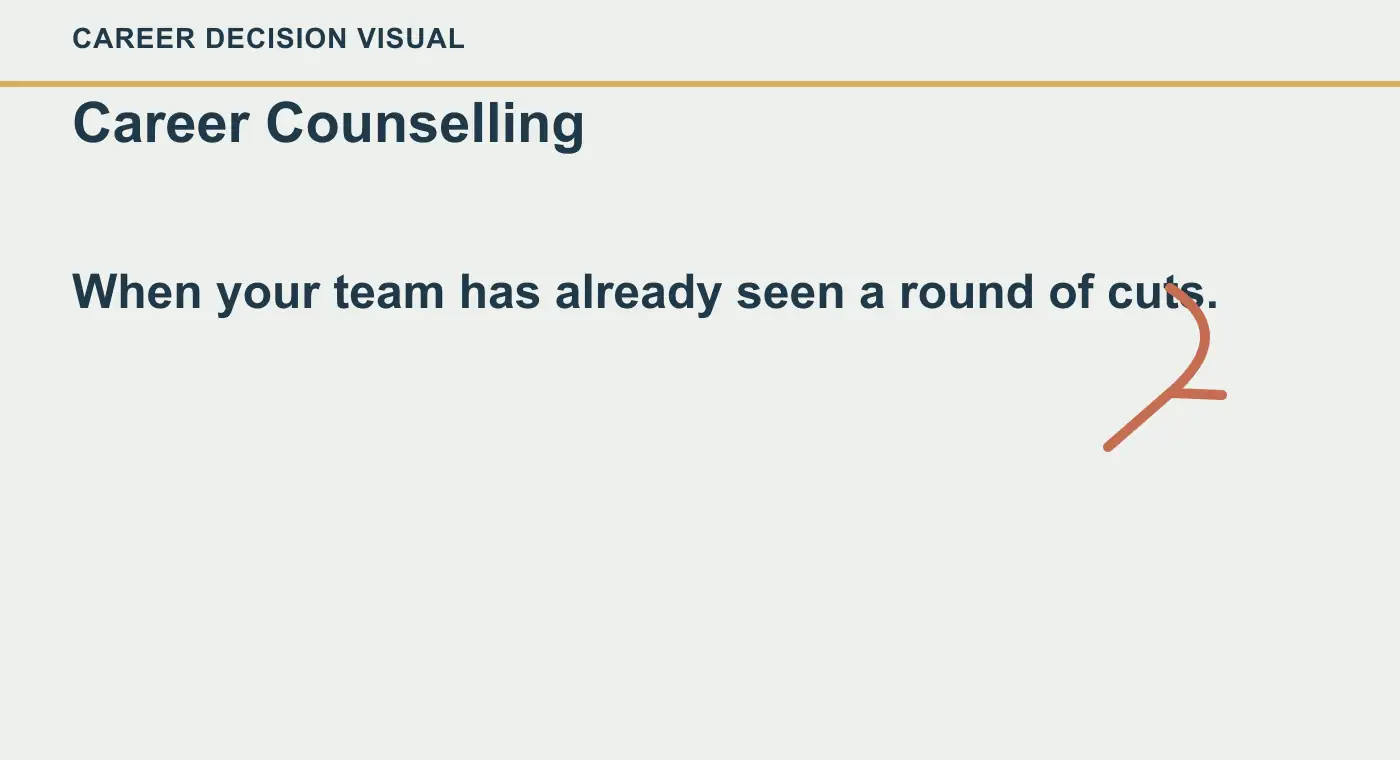 CAREER DECISION VISUAL
Career Counselling
When your team has already seen a round of cuts.